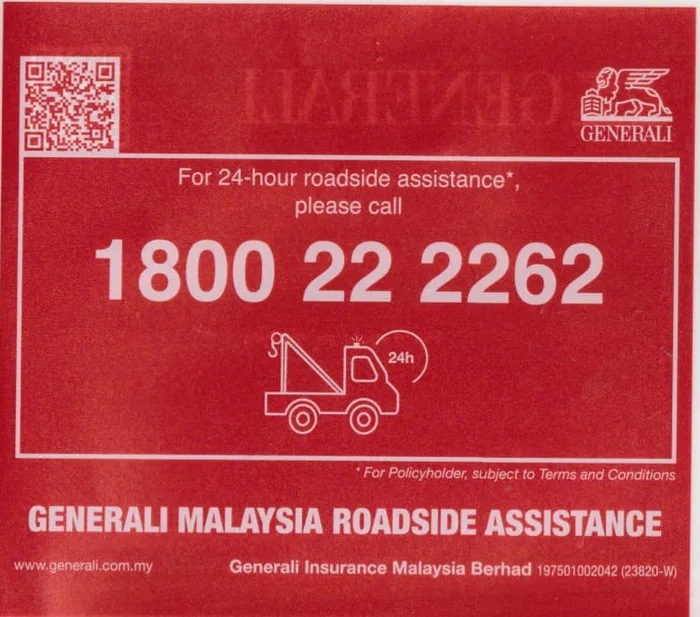 GENERALI
GENERALI
For 24-hour roadside assistance*,
please call
1800 22 2262
24h
* For Policyholder, subject to Terms and Conditions
GENERALI MALAYSIA ROADSIDE ASSISTANCE
www.generali.com.my
Generali Insurance Malaysia Berhad 197501002042 (23820-W)